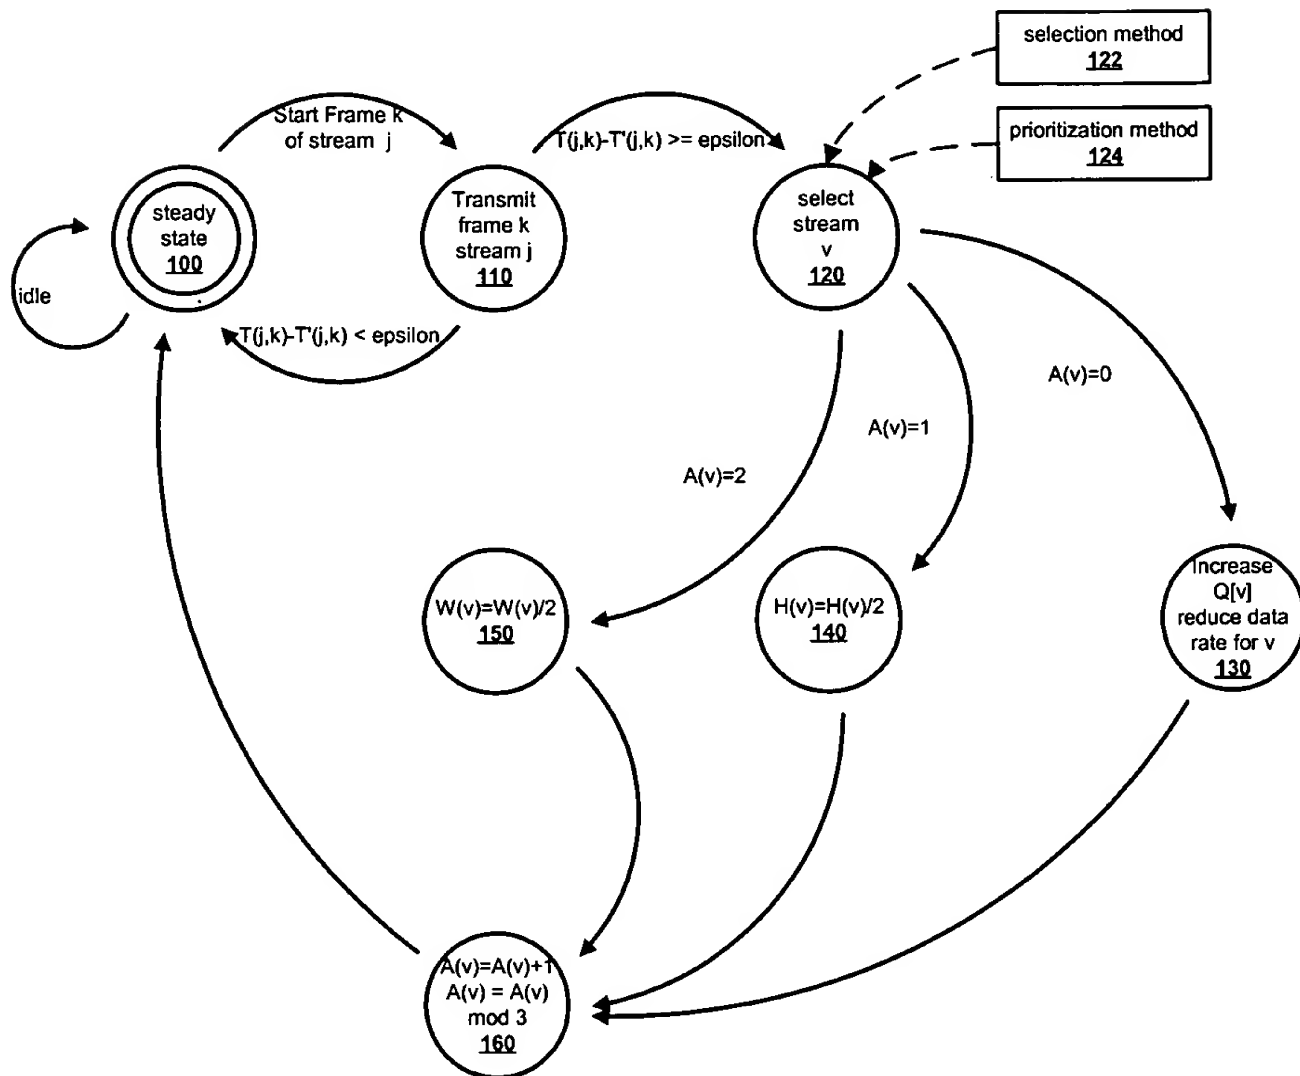 selection method
122
prioritization method
124
Start Frame k
of stream j
T(j,k)-T'(j,k) >= epsilon
steady
state
100
Transmit
frame k
stream j
110
select
stream
v
120
idle
T(j,k)-T'(j,k) < epsilon
A(v)=0
A(v)=1
A(v)=2
W(v)=W(v)/2
150
H(v)=H(v)/2
140
Increase
Q[v]
reduce data
rate for v
130
A(v)=A(v)+1
A(v) = A(v)
mod 3
160